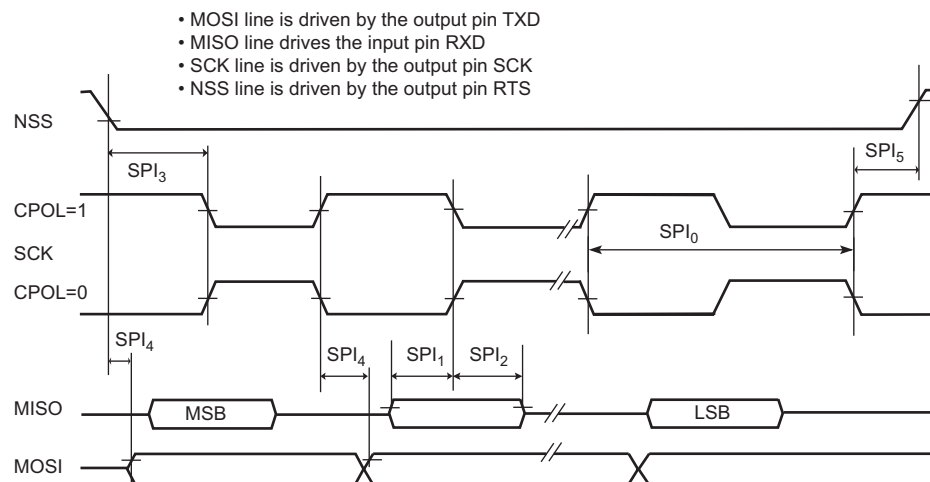 • MOSI line is driven by the output pin TXD
• MISO line drives the input pin RXD
• SCK line is driven by the output pin SCK
• NSS line is driven by the output pin RTS
NSS
SPI3
SPI5
CPOL=1
SPI0
SCK
CPOL=0
SPI4
SPI4
SPI1
SPI2
MISO
MSB
LSB
MOSI